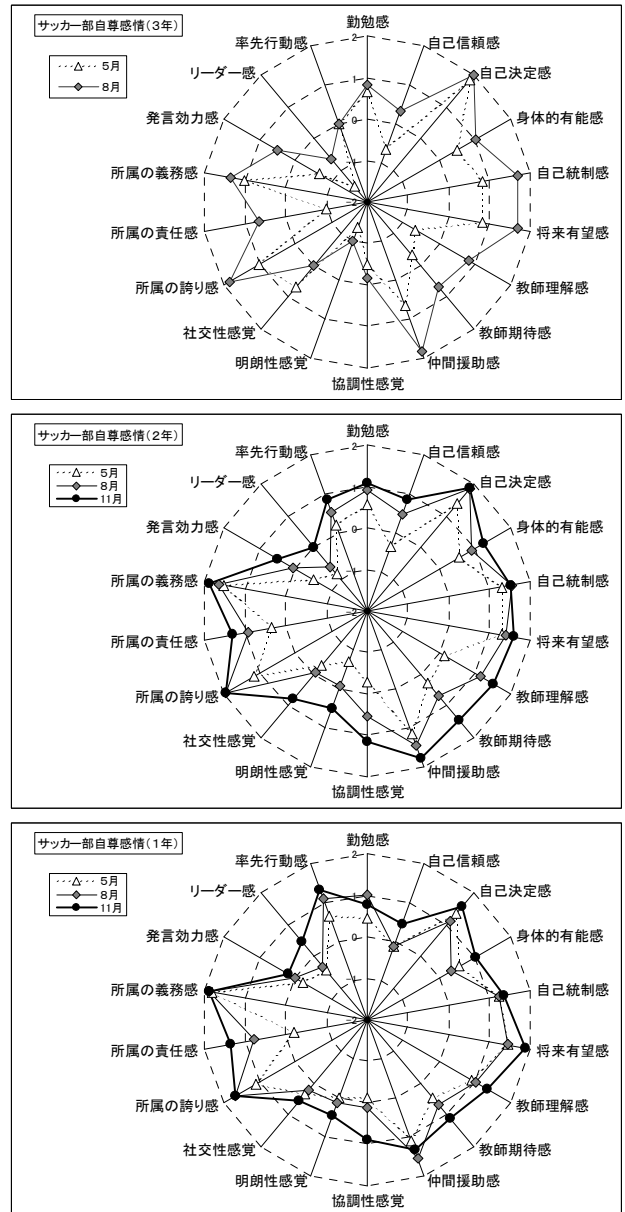 サッカー部自尊感情(3年)
5月
8月
勤勉感
自己信頼感
自己決定感
身体的有能感
自己統制感
将来有望感
教師理解感
教師期待感
仲間援助感
協調性感覚
明朗性感覚
社交性感覚
所属の誇り感
所属の責任感
所属の義務感
発言効力感
リーダー感
率先行動感
2
1
0
-1
-2
サッカー部自尊感情(2年)
5月
8月
11月
勤勉感
自己信頼感
自己決定感
身体的有能感
自己統制感
将来有望感
教師理解感
教師期待感
仲間援助感
協調性感覚
明朗性感覚
社交性感覚
所属の誇り感
所属の責任感
所属の義務感
発言効力感
リーダー感
率先行動感
2
1
0
-1
-2
サッカー部自尊感情(1年)
5月
8月
11月
勤勉感
自己信頼感
自己決定感
身体的有能感
自己統制感
将来有望感
教師理解感
教師期待感
仲間援助感
協調性感覚
明朗性感覚
社交性感覚
所属の誇り感
所属の責任感
所属の義務感
発言効力感
リーダー感
率先行動感
2
1
0
-1
-2